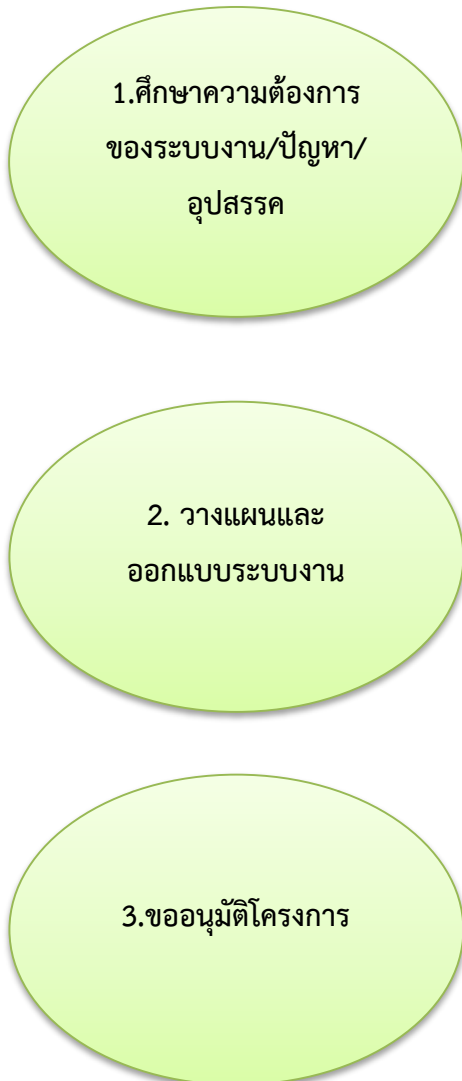 1.ศึกษาความต้องการ
ของระบบงาน/ปัญหา/
อุปสรรค
2. วางแผนและ
ออกแบบระบบงาน
3.ขออนุมัติโครงการ